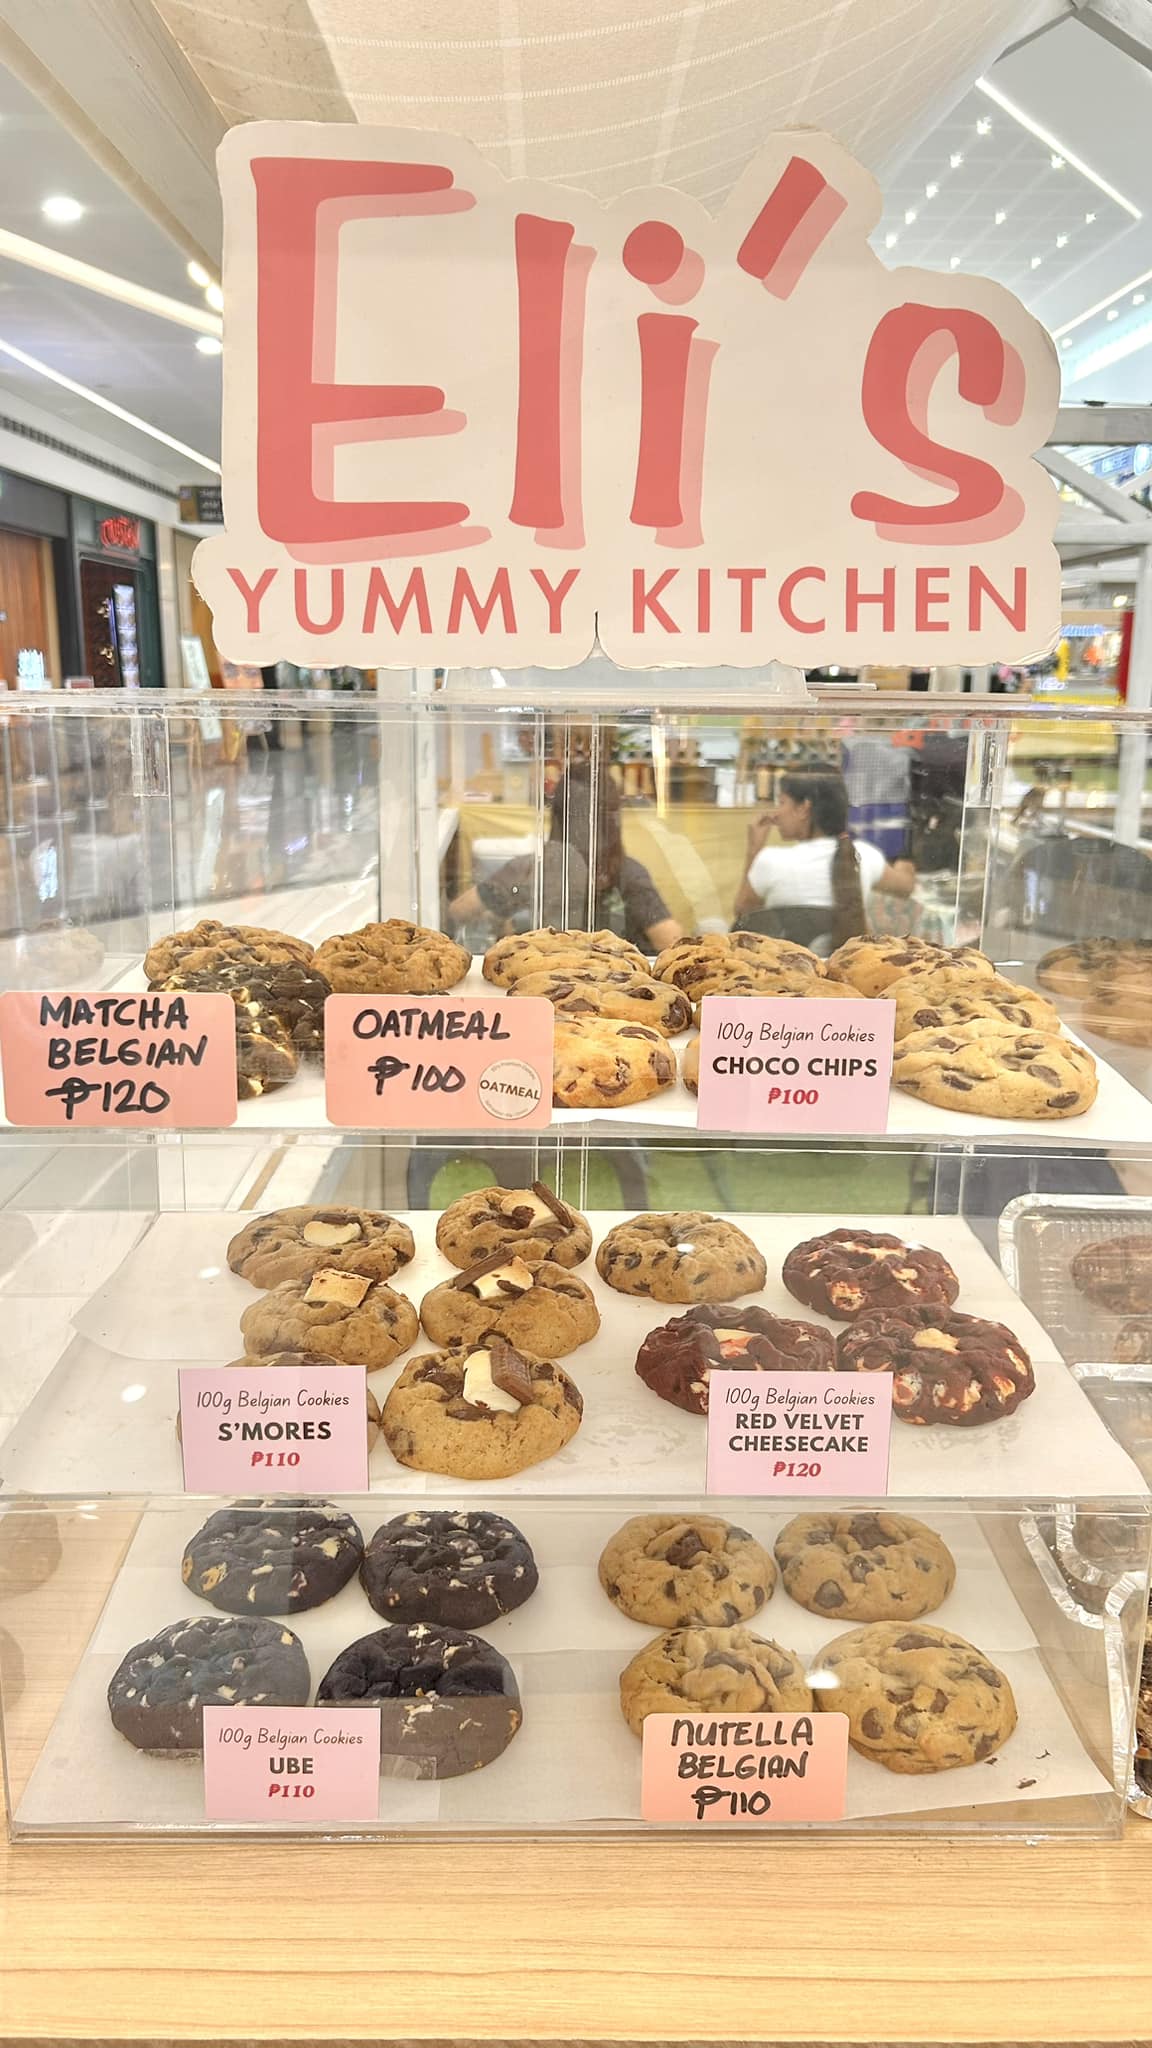 Eli's
YUMMY KITCHEN
MATCHA
BELGIAN
₱120
OATMEAL
₱100
OATMEAL
100g Belgian Cookies
CHOCO CHIPS
₱100
100g Belgian Cookies
S'MORES
₱110
100g Belgian Cookies
RED VELVET
CHEESECAKE
₱120
100g Belgian Cookies
UBE
₱110
NUTELLA
BELGIAN
₱110